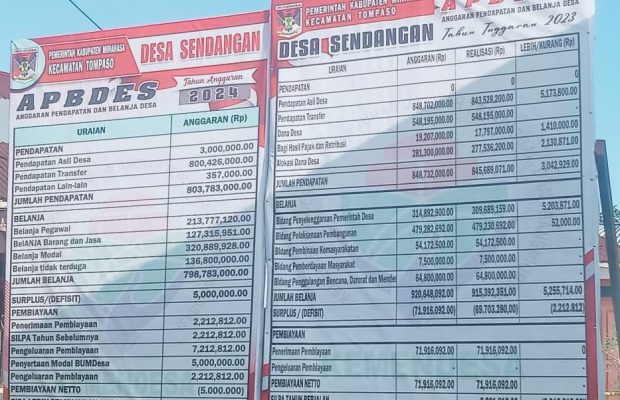 PEMERINTAH KABUPATEN MINAHASA
KECAMATAN TOMPASO
DESA SENDANGAN
APBDES
Tahun Anggaran
2024
ANGGARAN PENDAPATAN DAN BELANJA DESA
URAIAN ANGGARAN (Rp)
PENDAPATAN
Pendapatan Asli Desa 3,000,000.00
Pendapatan Transfer 800,426,000.00
Pendapatan Lain-lain 357,000.00
JUMLAH PENDAPATAN 803,783,000.00
BELANJA
Belanja Pegawai 213,777,120.00
BelANJA Barang dan Jasa 127,315,951.00
Belanja Modal 320,889,928.00
Belanja tidak terduga 136,800,000.00
JUMLAH BELANJA 798,783,000.00
SURPLUS/(DEFISIT) 5,000,000.00
PEMBIAYAAN
Penerimaan Pembiayaan 2,212,812.00
SILPA Tahun Sebelumnya 2,212,812.00
Pengeluaran Pembiayaan 7,212,812.00
Penyertaan Modal BUMDesa 5,000,000.00
Pengeluaran Pembiayaan 2,212,812.00
PEMBIAYAAN NETTO (5.000.000)
PEMERINTAH KABUPATEN MINAHASA
KECAMATAN TOMPASO
DESA SENDANGAN
APBDES
ANGGARAN PENDAPATAN DAN BELANJA DESA
Tahun Anggaran 2023
URAIAN ANGGARAN (Rp) REALISASI (Rp) LEBIH/KURANG (Rp)
PENDAPATAN
Pendapatan Asli Desa 0 0 0
Pendapatan Transfer 848,702,000.00 843,528,200.00 5,173,800.00
Dana Desa 548,195,000.00 548,195,000.00
Bagi Hasil Pajak dan Retribusi 19,207,000.00 17,797,000.00 1,410,000.00
Alokasi Dana Desa 281,300,000.00 277,536,200.00 2,130,871.00
JUMLAH PENDAPATAN 848,732,000.00 845,689,071.00 3,042,929.00
BELANJA
Bidang Penyelenggaraan Pemerintah Desa 314,892,900.00 309,689,159.00 5,203,871.00
Bidang Pelaksanaan Pembangunan 479,282,692.00 479,230,692.00 52,000.00
Bidang Pembinaan Kemasyarakatan 54,172,500.00 54,172,500.00
Bidang Pemberdayaan Masyarakat 7,500,000.00 7,500,000.00
Bidang Penggulangan Bencana, Darurat dan Mendes 64,800,000.00 64,800.000.00
JUMLAH BELANJA 920,648,092.00 915,392,351.00 5,255,714.00
SURPLUS /(DEFISIT) (71,916,092.00) (69,703,280.00) (2,212,812)
PEMBIAYAAN
Penerimaan Pembiayaan 71,916,092.00 71,916,092.00
Pengeluaran Pembiayaan - -
PEMBIAYAAN NETTO 71,916,092.00 71,916,092.00
SILPA TAHUN BERJALAN